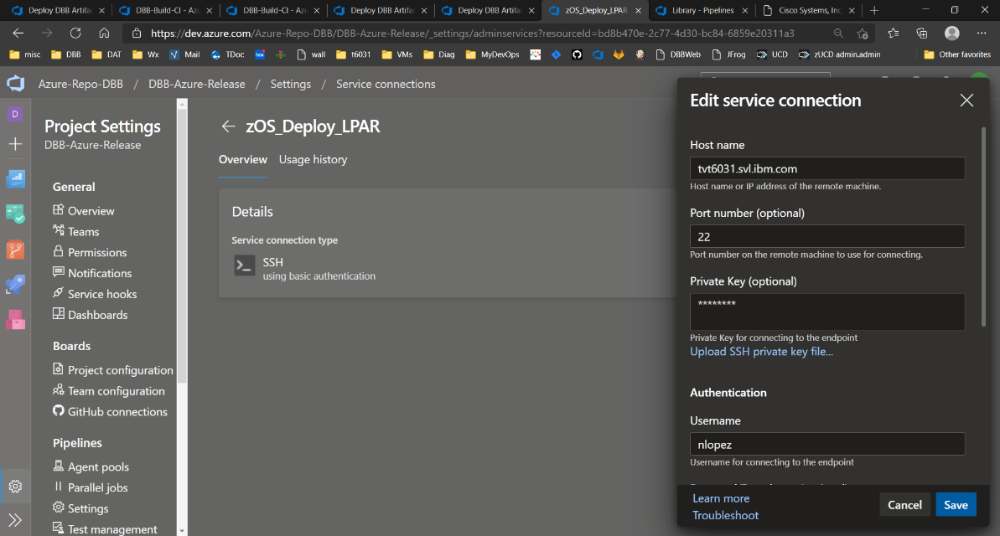 Deploy DBB Artifac
DBB-Build-CI - Azu
DBB-Build-CI - Azu
Deploy DBB Artifac
Deploy DBB Artifac
zOS_Deploy_LPAR
Library - Pipelines
Cisco Systems, Inc.
https://dev.azure.com/Azure-Repo-DBB/DBB-Azure-Release/_settings/adminservices?resourceId=bd8b470e-2c77-4d30-bc84-6859e20311a3
misc
DBB
DAT
Wx
Mail
TDoc
wall
t6031
VMs
Diag
MyDevOps
DBBWeb
JFrog
UCD
zUCD admin.admin
Other favorites
Azure-Repo-DBB / DBB-Azure-Release / Settings / Service connections
D
Project Settings
DBB-Azure-Release
General
Overview
Teams
Permissions
Notifications
Service hooks
Dashboards
Boards
Project configuration
Team configuration
GitHub connections
Pipelines
Agent pools
Parallel jobs
Settings
Test management
zOS_Deploy_LPAR
Overview
Usage history
Details
Service connection type
SSH
using basic authentication
Edit service connection
Host name
tvt6031.svl.ibm.com
Host name or IP address of the remote machine.
Port number (optional)
22
Port number on the remote machine to use for connecting.
Private Key (optional)
********
Private Key for connecting to the endpoint
Upload SSH private key file...
Authentication
Username
nlopez
Username for connecting to the endpoint
Learn more
Troubleshoot
Cancel
Save